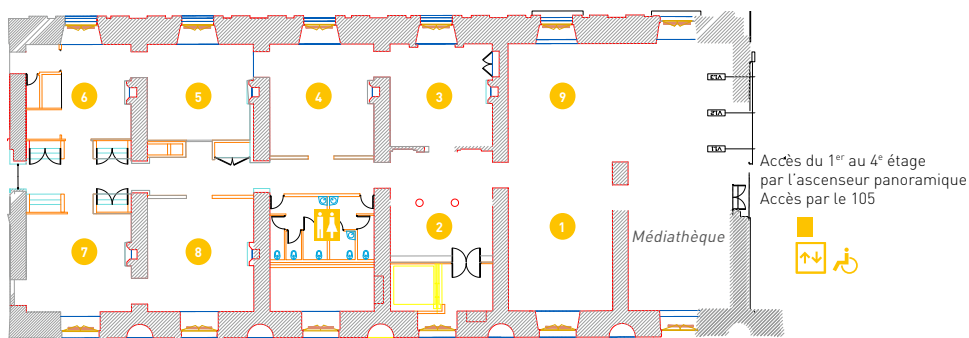 6
5
4
3
9
7
8
2
1
Médiathèque
Accès du 1er au 4e étage
par l'ascenseur panoramique
Accès par le 105